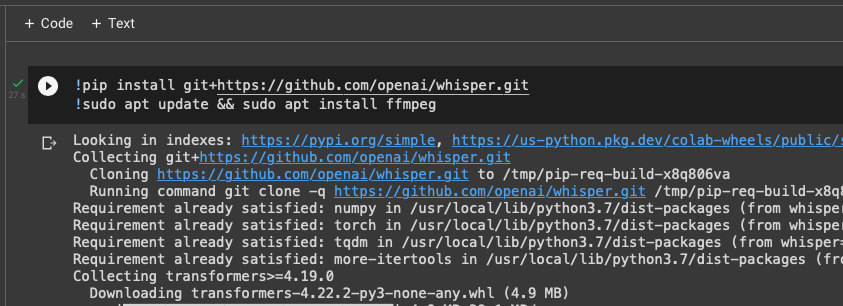 + Code + Text
27s
!pip install git+https://github.com/openai/whisper.git
!sudo apt update && sudo apt install ffmpeg
Looking in indexes: https://pypi.org/simple, https://us-python.pkg.dev/colab-wheels/public/s
Collecting git+https://github.com/openai/whisper.git
Cloning https://github.com/openai/whisper.git to /tmp/pip-req-build-x8q806va
Running command git clone -q https://github.com/openai/whisper.git /tmp/pip-req-build-x8q8
Requirement already satisfied: numpy in /usr/local/lib/python3.7/dist-packages (from whisper
Requirement already satisfied: torch in /usr/local/lib/python3.7/dist-packages (from whisper
Requirement already satisfied: tqdm in /usr/local/lib/python3.7/dist-packages (from whisper=
Requirement already satisfied: more-itertools in /usr/local/lib/python3.7/dist-packages (fro
Collecting transformers>=4.19.0
Downloading transformers-4.22.2-py3-none-any.whl (4.9 MB)